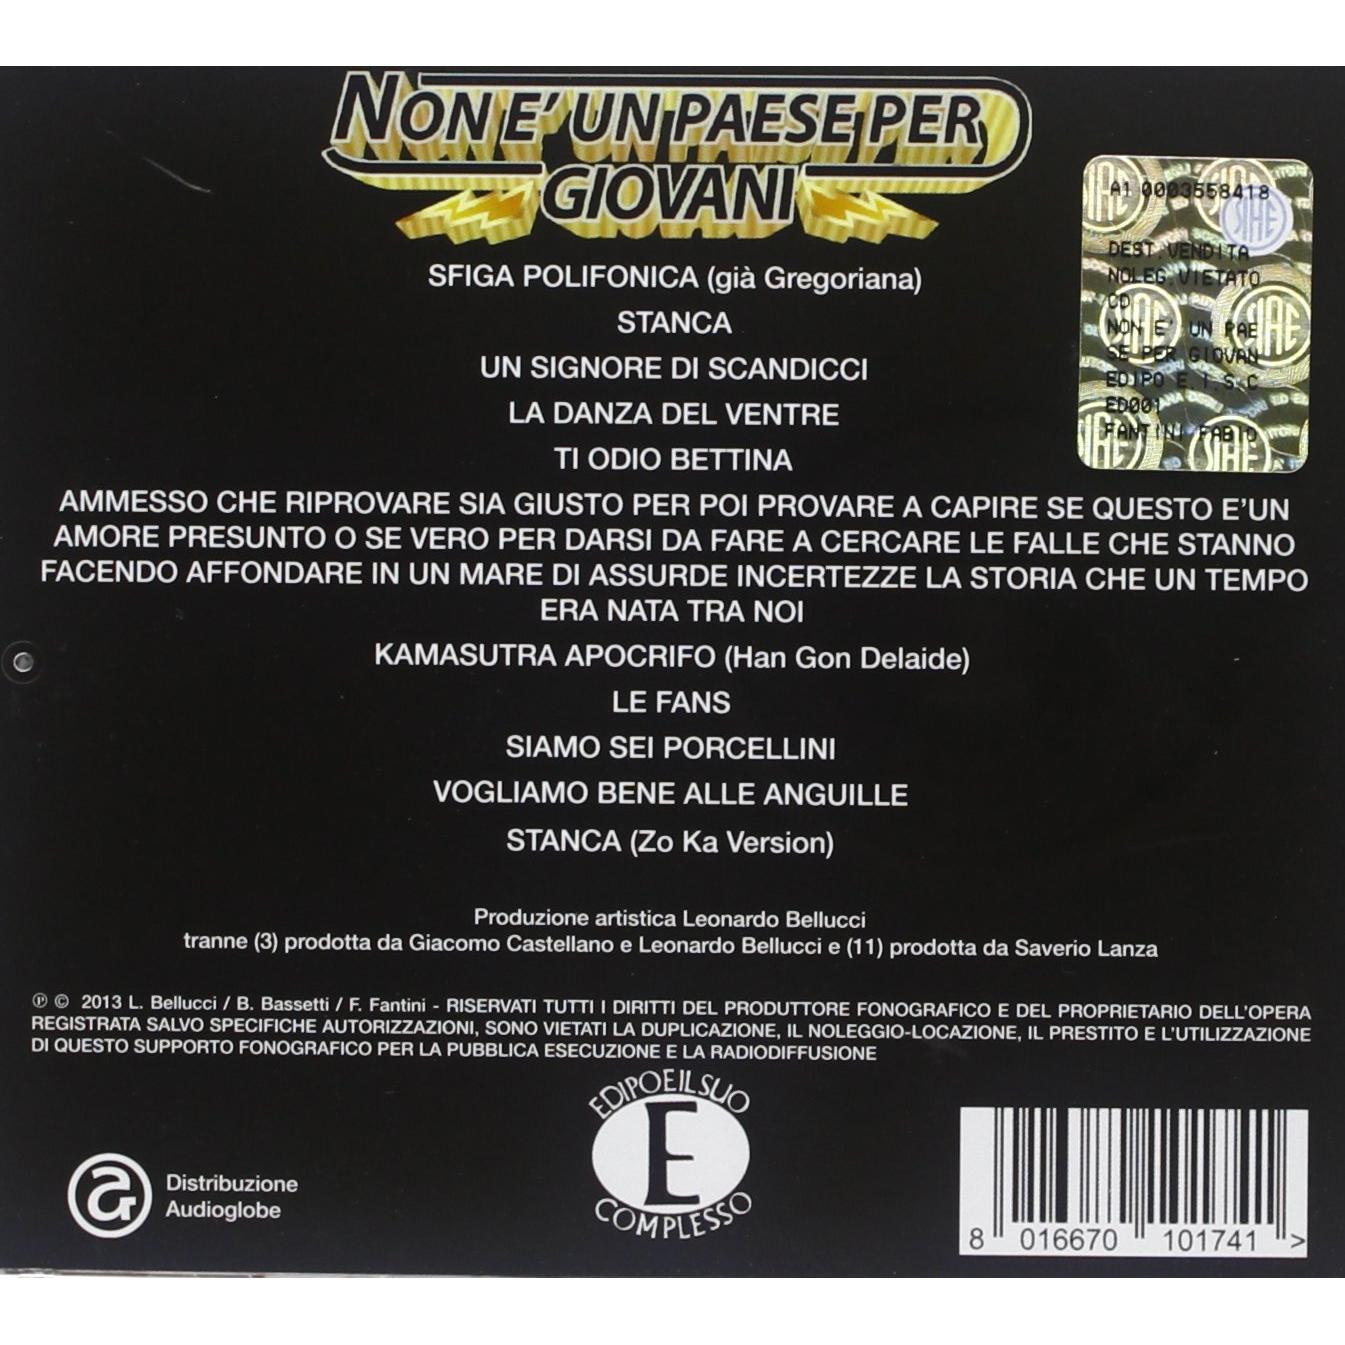 NON E' UN PAESE PER
GIOVANI
A1 0003558418
SIAE
DEST.VENDITA
NOLEG.VIETATO
CD
NON E' UN PAE
SE PER GIOVAN
EDIPO E.I.S.C
ED001
FANTINI FABIO
SFIGA POLIFONICA (già Gregoriana)
STANCA
UN SIGNORE DI SCANDICCI
LA DANZA DEL VENTRE
TI ODIO BETTINA
AMMESSO CHE RIPROVARE SIA GIUSTO PER POI PROVARE A CAPIRE SE QUESTO E'UN
AMORE PRESUNTO O SE VERO PER DARSI DA FARE A CERCARE LE FALLE CHE STANNO
FACENDO AFFONDARE IN UN MARE DI ASSURDE INCERTEZZE LA STORIA CHE UN TEMPO
ERA NATA TRA NOI
KAMASUTRA APOCRIFO (Han Gon Delaide)
LE FANS
SIAMO SEI PORCELLINI
VOGLIAMO BENE ALLE ANGUILLE
STANCA (Zo Ka Version)
Produzione artistica Leonardo Bellucci
tranne (3) prodotta da Giacomo Castellano e Leonardo Bellucci e (11) prodotta da Saverio Lanza
℗ © 2013 L. Bellucci / B. Bassetti / F. Fantini - RISERVATI TUTTI I DIRITTI DEL PRODUTTORE FONOGRAFICO E DEL PROPRIETARIO DELL'OPERA
REGISTRATA SALVO SPECIFICHE AUTORIZZAZIONI, SONO VIETATI LA DUPLICAZIONE, IL NOLEGGIO-LOCAZIONE, IL PRESTITO E L'UTILIZZAZIONE
DI QUESTO SUPPORTO FONOGRAFICO PER LA PUBBLICA ESECUZIONE E LA RADIODIFFUSIONE
EDIPO E IL SUO
E
COMPLESSO
Distribuzione
Audioglobe
8 016670 101741 >